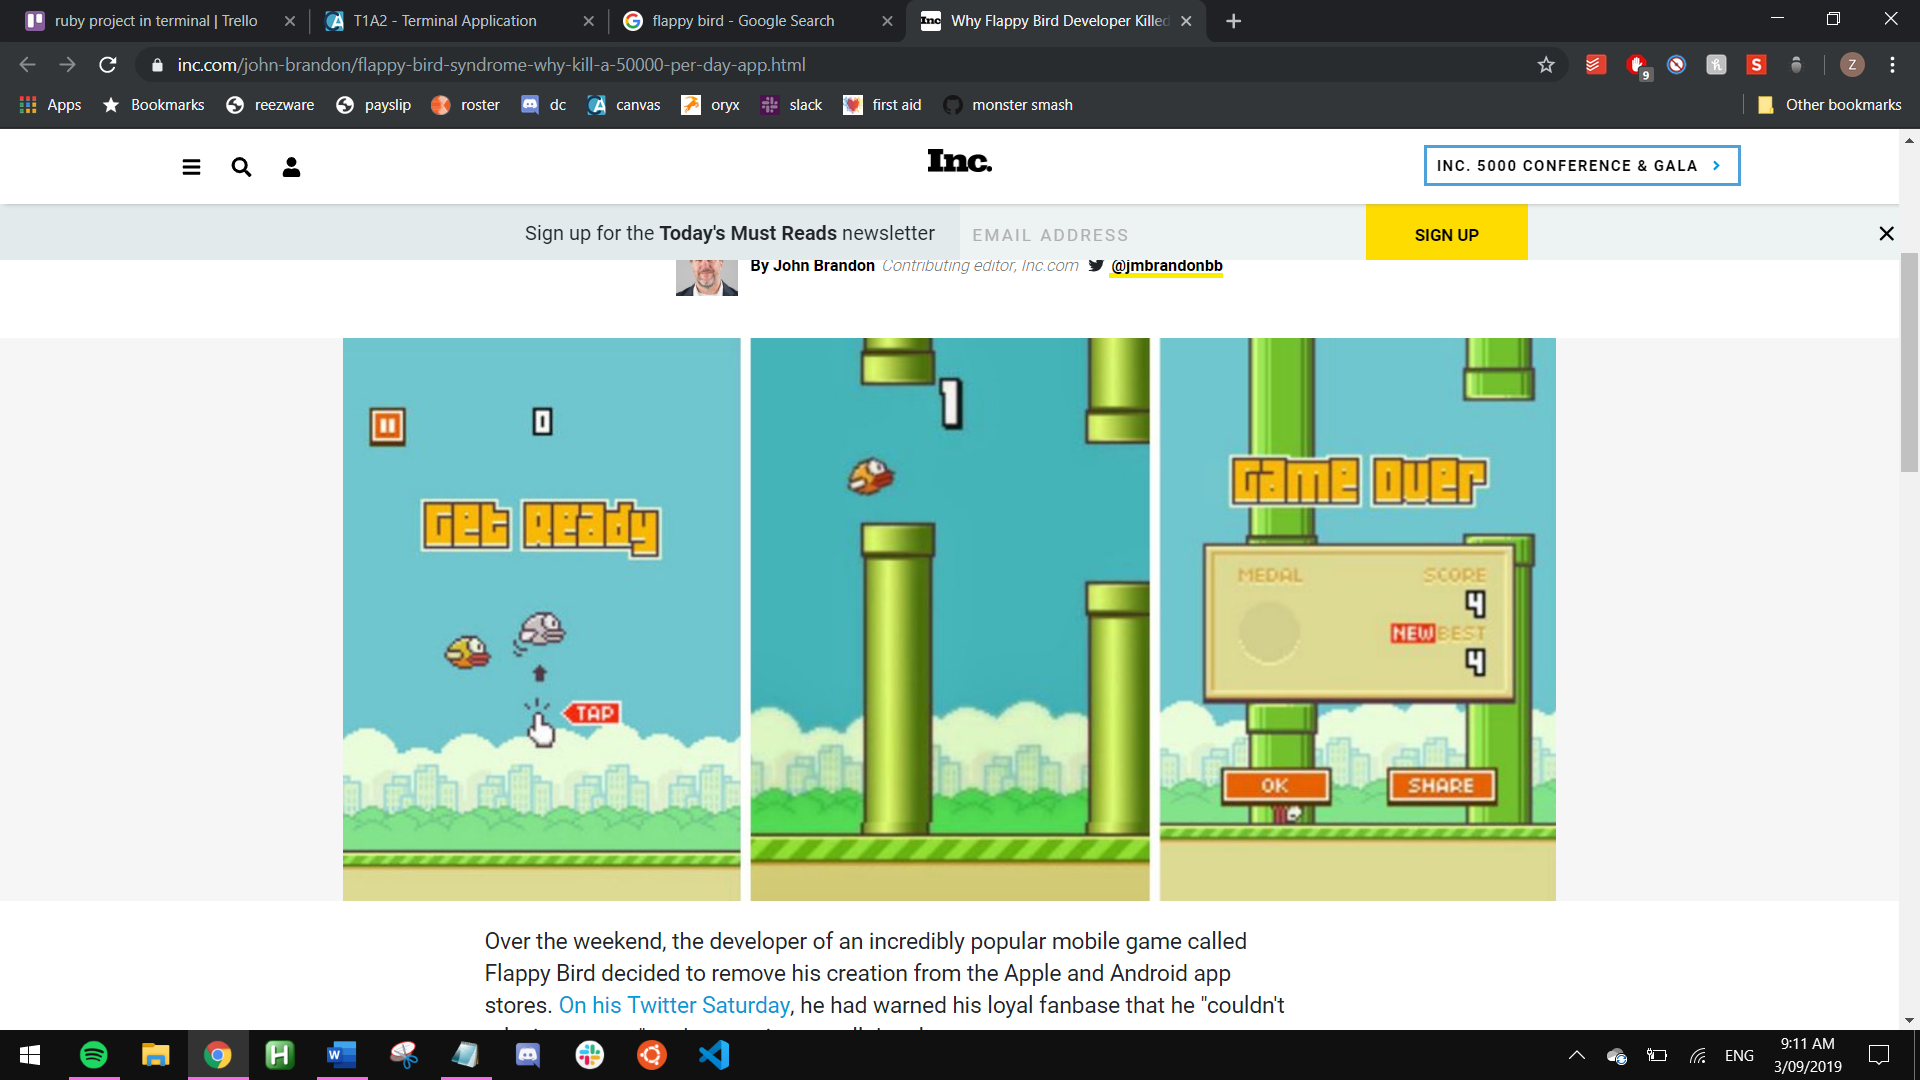 ruby project in terminal | Trello
T1A2 - Terminal Application
flappy bird - Google Search
Inc.
Why Flappy Bird Developer Killed
inc.com/john-brandon/flappy-bird-syndrome-why-kill-a-50000-per-day-app.html
9
S
Z
Apps
Bookmarks
reezware
payslip
roster
dc
canvas
oryx
slack
first aid
monster smash
Other bookmarks
Inc.
INC. 5000 CONFERENCE & GALA
Sign up for the Today's Must Reads newsletter
EMAIL ADDRESS
SIGN UP
By John Brandon Contributing editor, Inc.com @jmbrandonbb
0
Get Ready
TAP
1
Game Over
MEDAL
SCORE
4
NEW BEST
4
OK
SHARE
Over the weekend, the developer of an incredibly popular mobile game called
Flappy Bird decided to remove his creation from the Apple and Android app
stores. On his Twitter Saturday, he had warned his loyal fanbase that he "couldn't
ENG
9:11 AM
3/09/2019